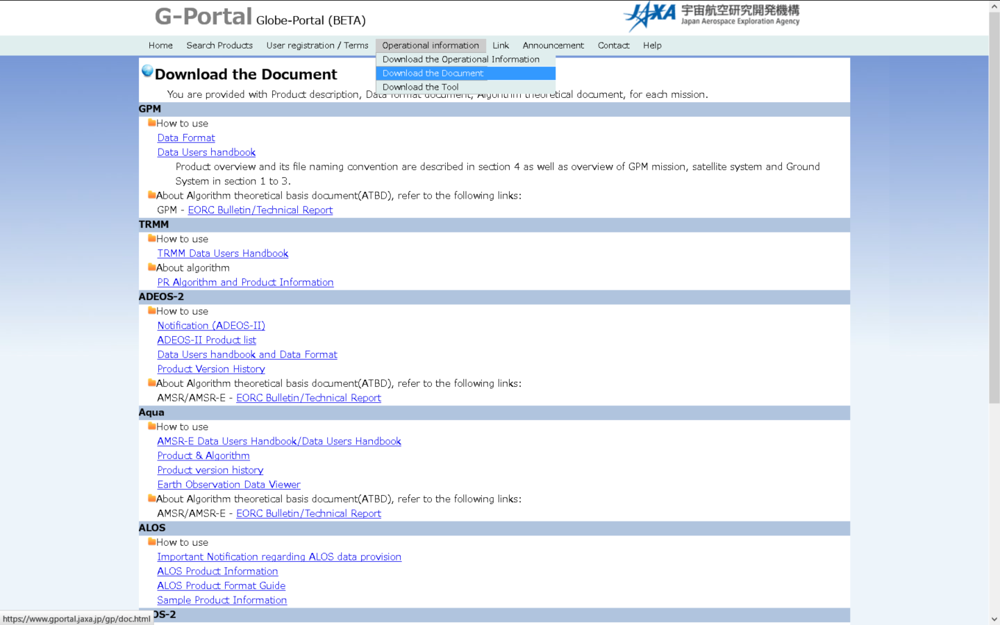 G-Portal Globe-Portal (BETA)
JAXA 宇宙航空研究開発機構
Japan Aerospace Exploration Agency
Home Search Products User registration / Terms Operational information Link Announcement Contact Help
Download the Operational Information
Download the Document
Download the Tool
Download the Document
You are provided with Product description, Data format document, Algorithm theoretical document, for each mission.
GPM
How to use
Data Format
Data Users handbook
Product overview and its file naming convention are described in section 4 as well as overview of GPM mission, satellite system and Ground
System in section 1 to 3.
About Algorithm theoretical basis document(ATBD), refer to the following links:
GPM - EORC Bulletin/Technical Report
TRMM
How to use
TRMM Data Users Handbook
About algorithm
PR Algorithm and Product Information
ADEOS-2
How to use
Notification (ADEOS-II)
ADEOS-II Product list
Data Users handbook and Data Format
Product Version History
About Algorithm theoretical basis document(ATBD), refer to the following links:
AMSR/AMSR-E - EORC Bulletin/Technical Report
Aqua
How to use
AMSR-E Data Users Handbook/Data Users Handbook
Product & Algorithm
Product version history
Earth Observation Data Viewer
About Algorithm theoretical basis document(ATBD), refer to the following links:
AMSR/AMSR-E - EORC Bulletin/Technical Report
ALOS
How to use
Important Notification regarding ALOS data provision
ALOS Product Information
ALOS Product Format Guide
Sample Product Information
OS-2
https://www.gportal.jaxa.jp/gp/doc.html